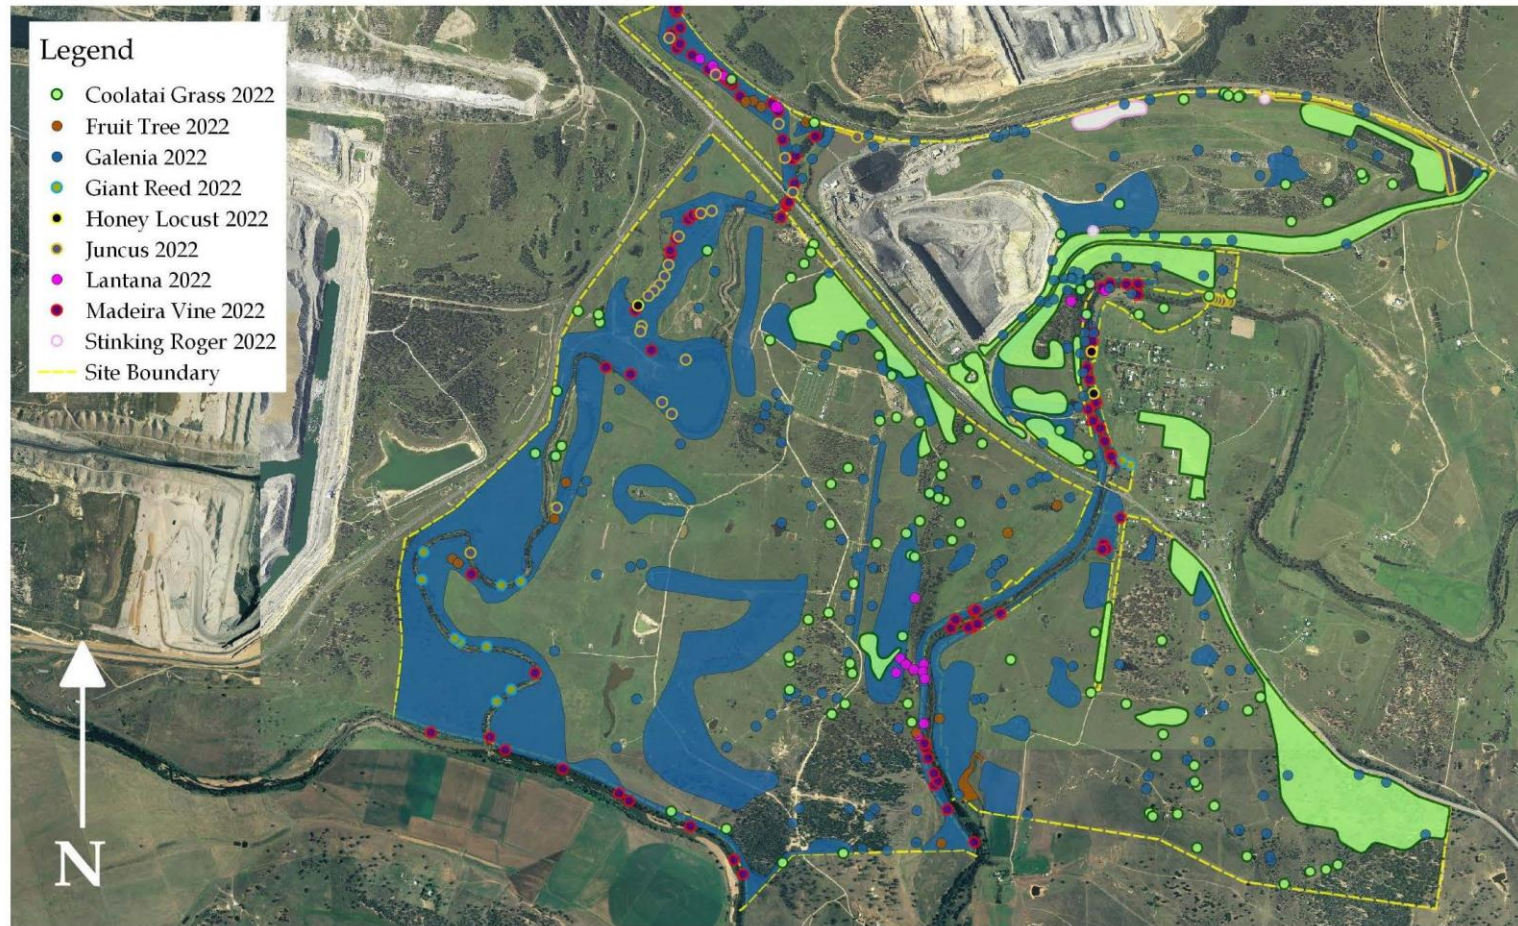 Legend
Coolatai Grass 2022
Fruit Tree 2022
Galenia 2022
Giant Reed 2022
Honey Locust 2022
Juncus 2022
Lantana 2022
Madeira Vine 2022
Stinking Roger 2022
Site Boundary
N